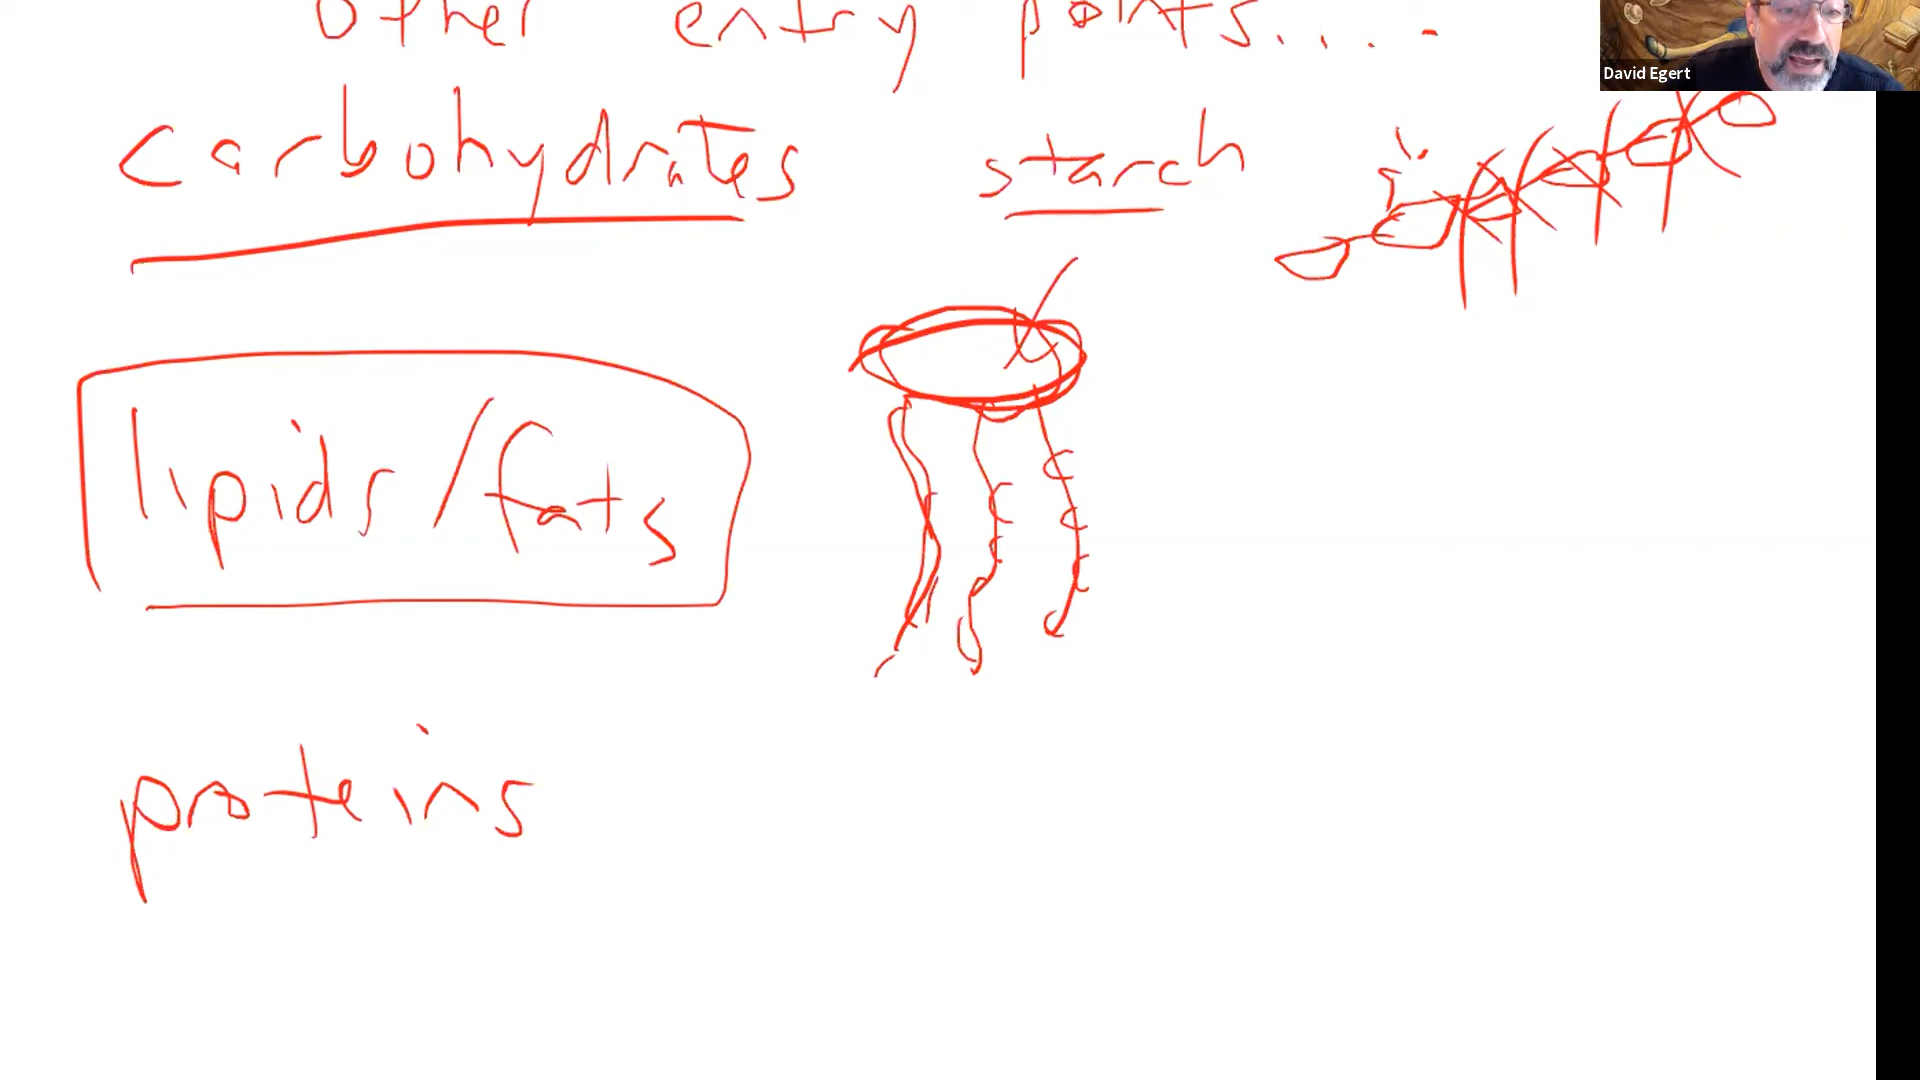 other entry points.....
David Egert
carbohydrates starch
lipids/fats
proteins